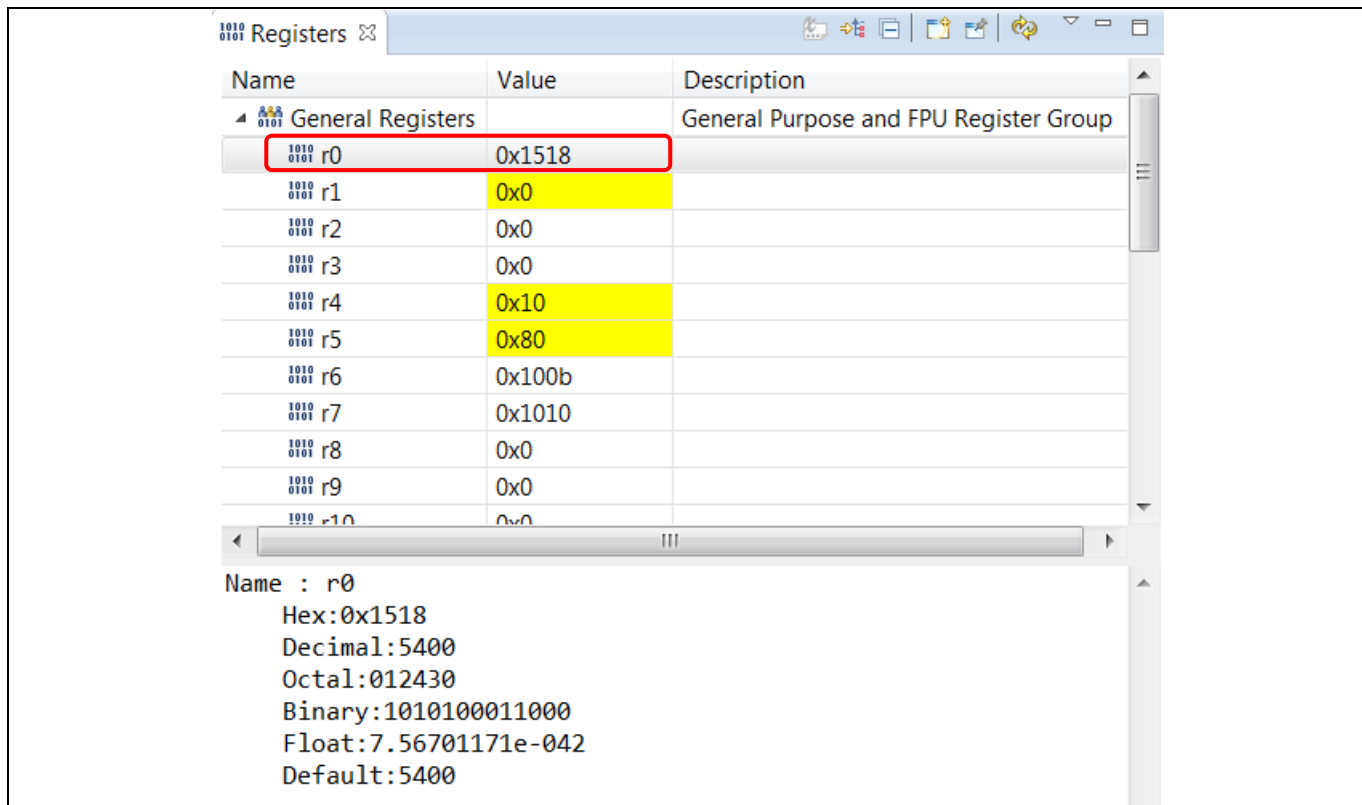 Registers
Name Value Description
General Registers General Purpose and FPU Register Group
r0 0x1518
r1 0x0
r2 0x0
r3 0x0
r4 0x10
r5 0x80
r6 0x100b
r7 0x1010
r8 0x0
r9 0x0
r10 0x0
Name : r0
Hex:0x1518
Decimal:5400
Octal:012430
Binary:1010100011000
Float:7.56701171e-042
Default:5400